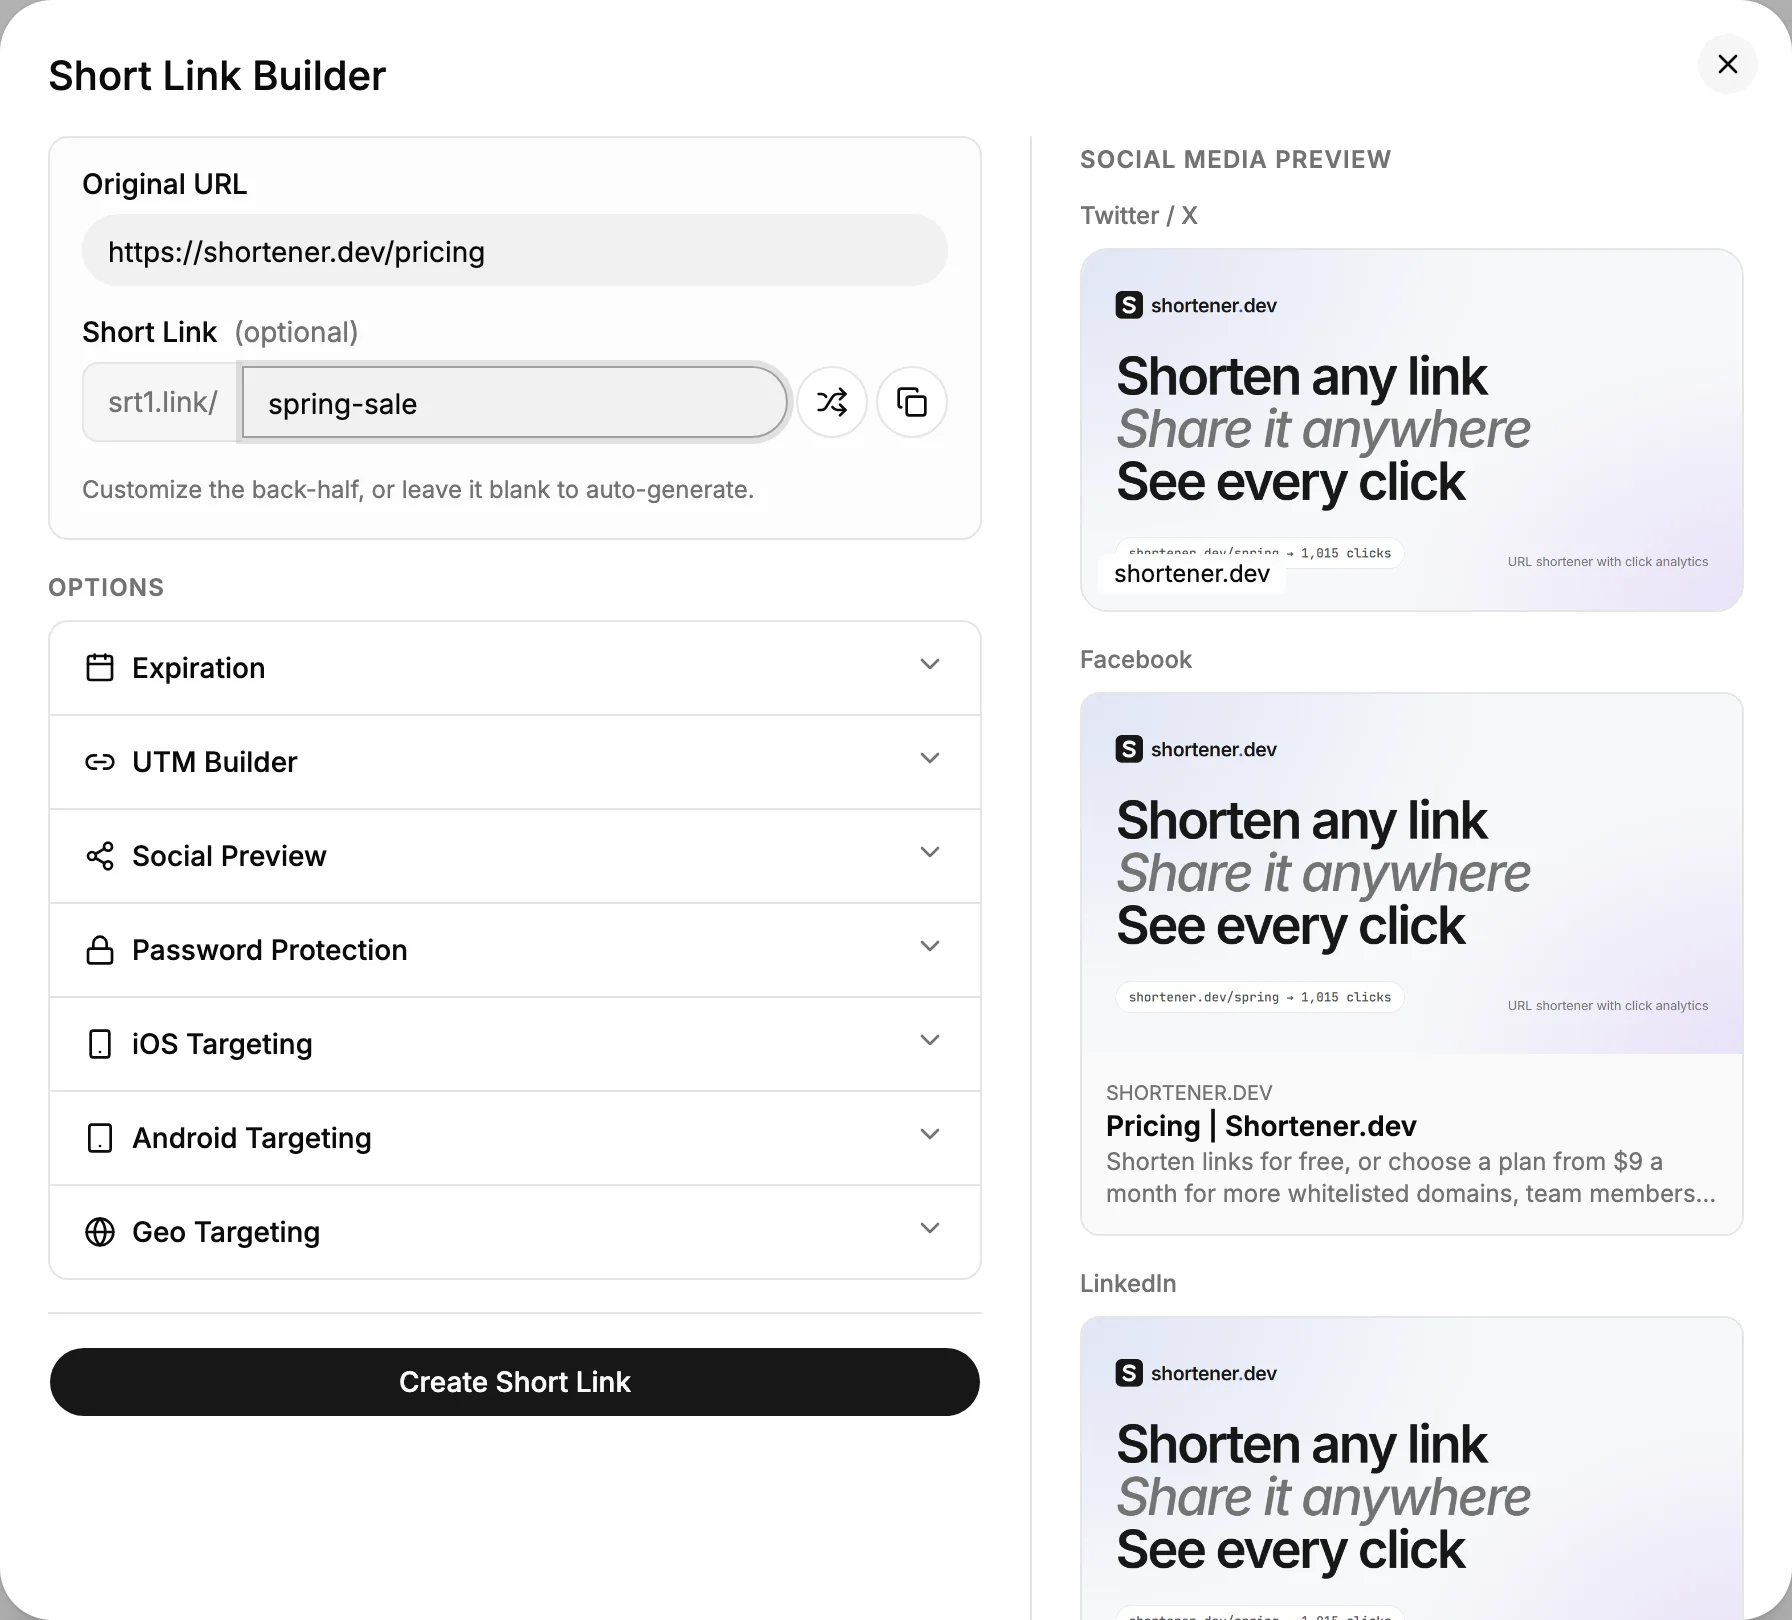 Short Link Builder
Original URL
https://shortener.dev/pricing
Short Link (optional)
srt1.link/ spring-sale
Customize the back-half, or leave it blank to auto-generate.
OPTIONS
Expiration
UTM Builder
Social Preview
Password Protection
iOS Targeting
Android Targeting
Geo Targeting
Create Short Link
SOCIAL MEDIA PREVIEW
Twitter / X
S shortener.dev
Shorten any link
Share it anywhere
See every click
shortener.dev/spring → 1,015 clicks
URL shortener with click analytics
shortener.dev
Facebook
S shortener.dev
Shorten any link
Share it anywhere
See every click
shortener.dev/spring → 1,015 clicks
URL shortener with click analytics
SHORTENER.DEV
Pricing | Shortener.dev
Shorten links for free, or choose a plan from $9 a
month for more whitelisted domains, team members...
LinkedIn
S shortener.dev
Shorten any link
Share it anywhere
See every click